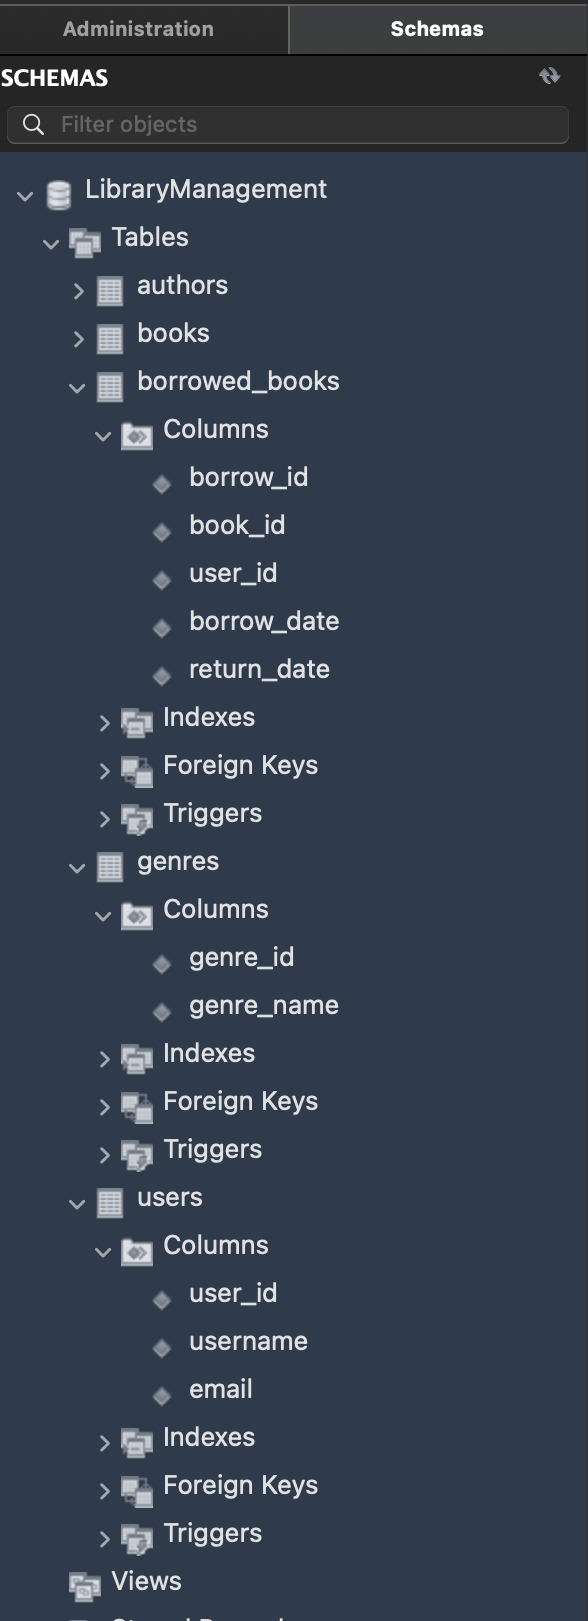 Administration
Schemas
SCHEMAS
Filter objects
LibraryManagement
Tables
authors
books
borrowed_books
Columns
borrow_id
book_id
user_id
borrow_date
return_date
Indexes
Foreign Keys
Triggers
genres
Columns
genre_id
genre_name
Indexes
Foreign Keys
Triggers
users
Columns
user_id
username
email
Indexes
Foreign Keys
Triggers
Views